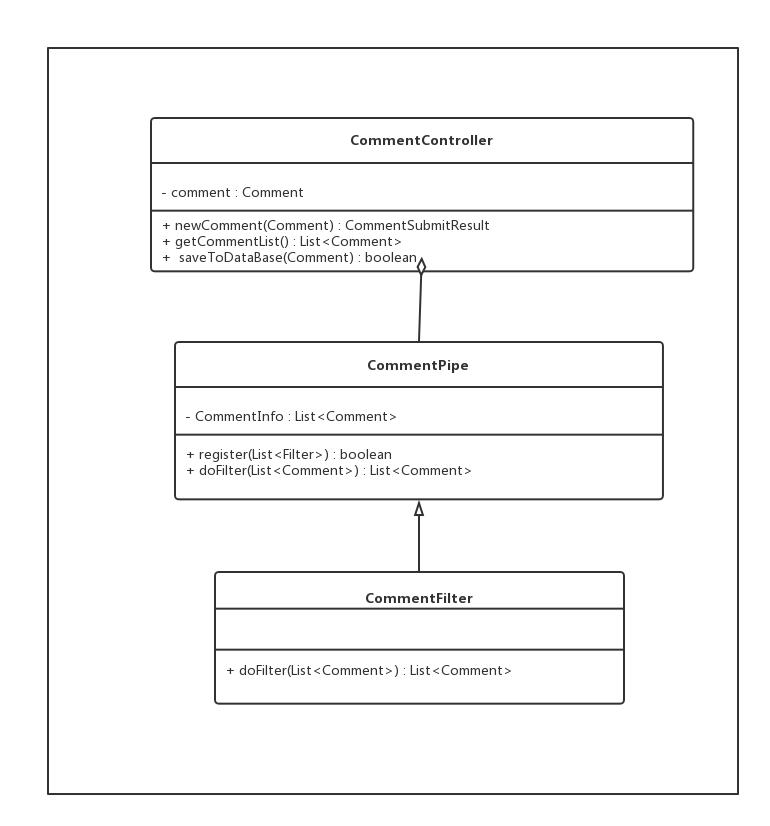 CommentController
- comment : Comment
+ newComment(Comment) : CommentSubmitResult
+ getCommentList() : List<Comment>
+  saveToDataBase(Comment) : boolean
CommentPipe
- CommentInfo : List<Comment>
+ register(List<Filter>) : boolean
+ doFilter(List<Comment>) : List<Comment>
CommentFilter
+ doFilter(List<Comment>) : List<Comment>